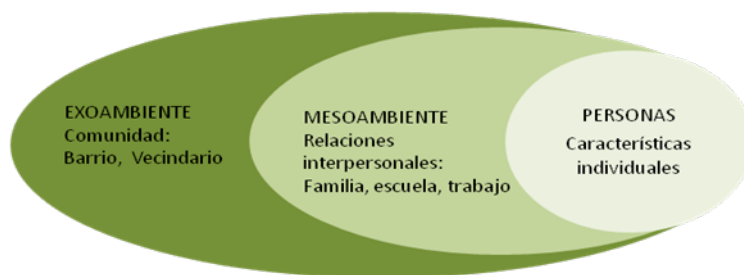 EXOAMBIENTE
Comunidad:
Barrio, Vecindario
MESOAMBIENTE
Relaciones
interpersonales:
Familia, escuela, trabajo
PERSONAS
Características
individuales